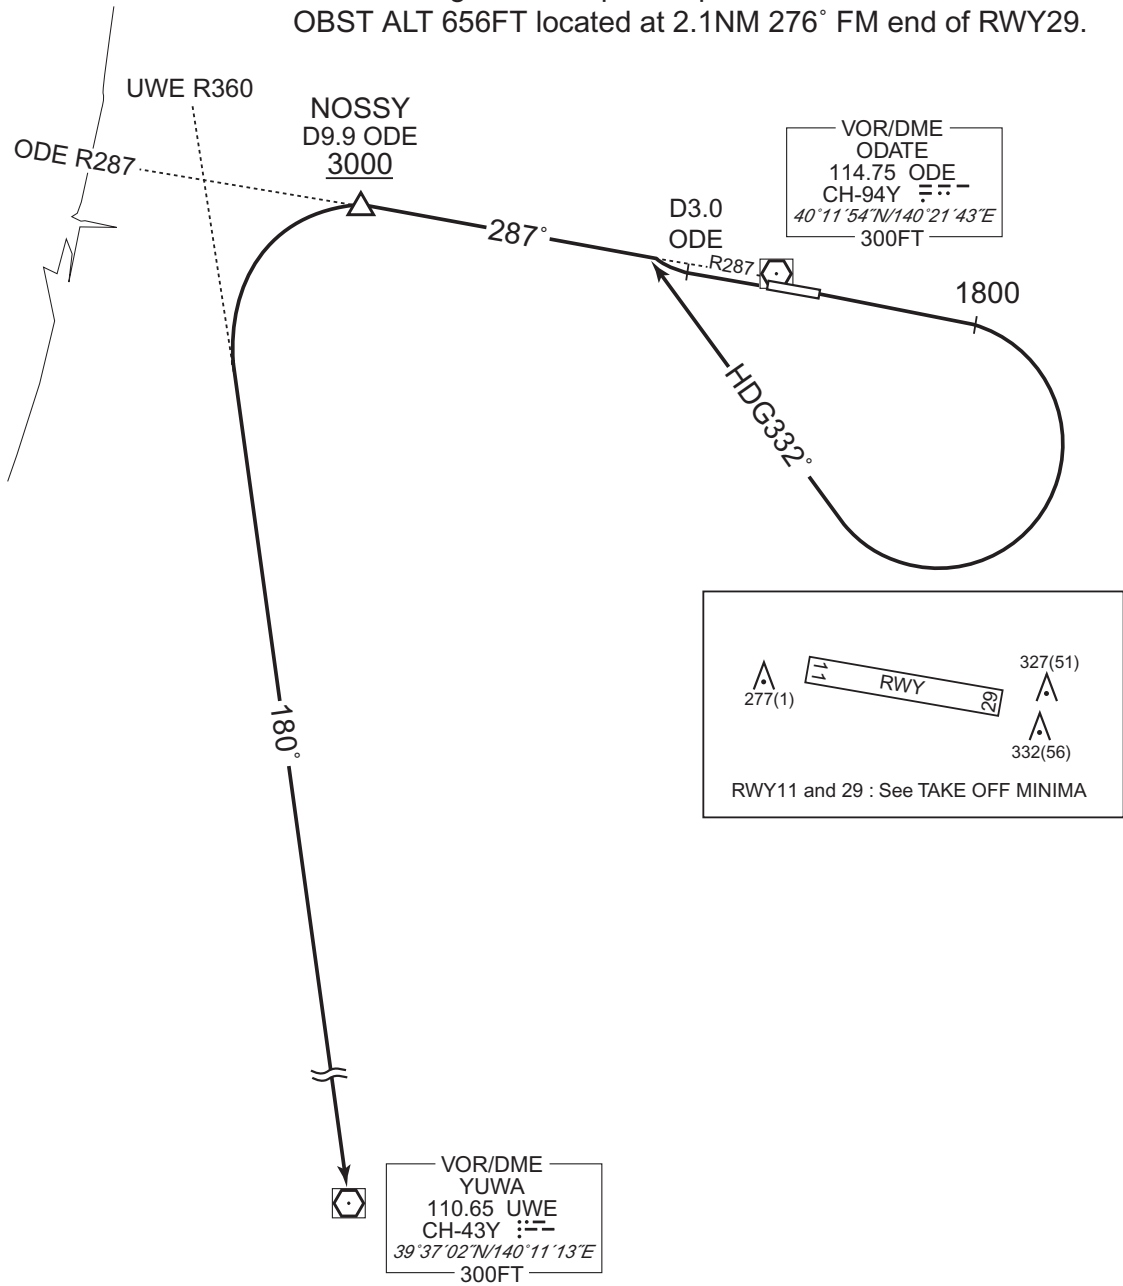 OBST ALT 656FT located at 2.1NM 276˚ FM end of RWY29.
UWE R360
NOSSY
D9.9 ODE
3000
ODE R287
VOR/DME
ODATE
114.75 ODE
CH-94Y
40˚11´54˝N/140˚21´43˝E
300FT
D3.0
ODE
287˚
R287
1800
HDG332˚
180˚
327(51)
11
RWY
29
277(1)
332(56)
RWY11 and 29 : See TAKE OFF MINIMA
VOR/DME
YUWA
110.65 UWE
CH-43Y
39˚37´02˝N/140˚11´13˝E
300FT